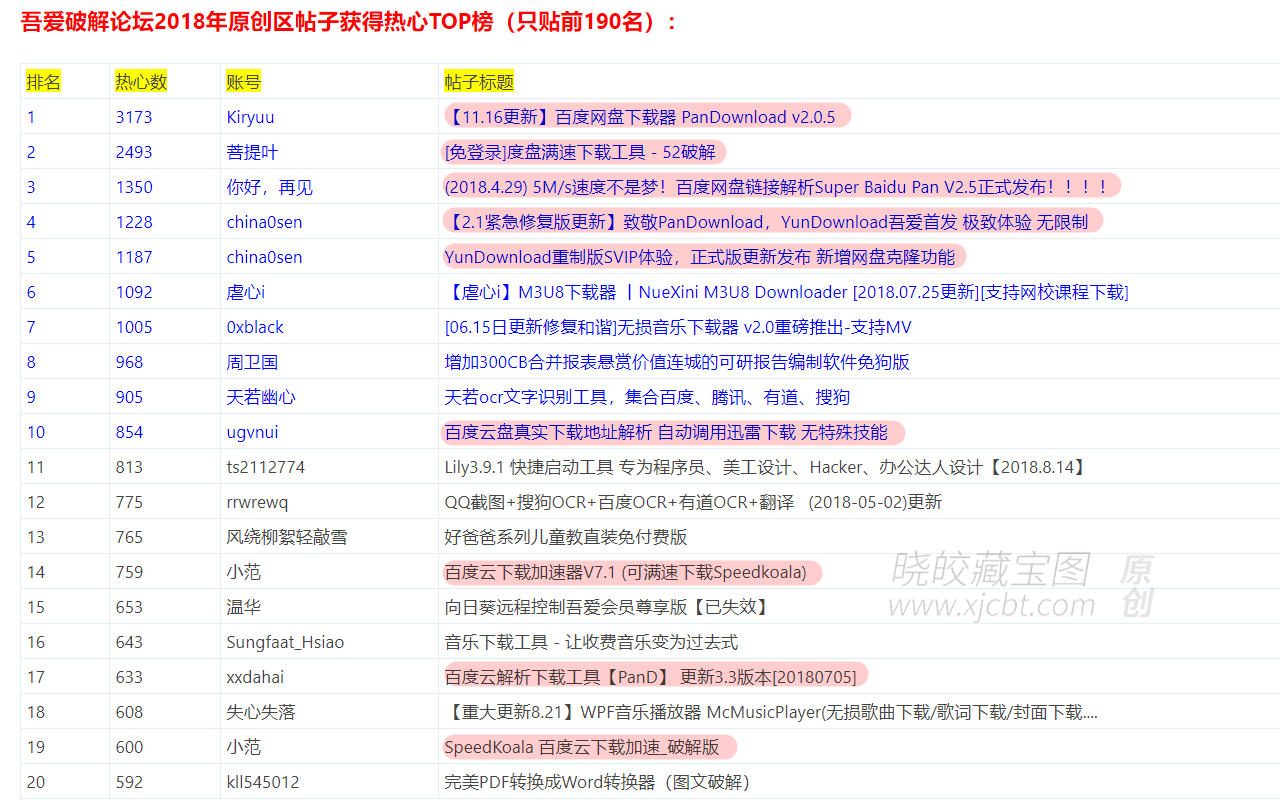 吾爱破解论坛2018年原创区帖子获得热心TOP榜（只贴前190名）：
排名 热心数 账号 帖子标题
1 3173 Kiryuu 【11.16更新】百度网盘下载器 PanDownload v2.0.5
2 2493 菩提叶 [免登录]度盘满速下载工具 - 52破解
3 1350 你好，再见 (2018.4.29) 5M/s速度不是梦！百度网盘链接解析Super Baidu Pan V2.5正式发布！！！！
4 1228 china0sen 【2.1紧急修复版更新】致敬PanDownload，YunDownload吾爱首发 极致体验 无限制
5 1187 china0sen YunDownload重制版SVIP体验，正式版更新发布 新增网盘克隆功能
6 1092 虐心i 【虐心i】M3U8下载器 丨NueXini M3U8 Downloader [2018.07.25更新][支持网校课程下载]
7 1005 0xblack [06.15日更新修复和谐]无损音乐下载器 v2.0重磅推出-支持MV
8 968 周卫国 增加300CB合并报表悬赏价值连城的可研报告编制软件免狗版
9 905 天若幽心 天若ocr文字识别工具，集合百度、腾讯、有道、搜狗
10 854 ugvnui 百度云盘真实下载地址解析 自动调用迅雷下载 无特殊技能
11 813 ts2112774 Lily3.9.1 快捷启动工具 专为程序员、美工设计、Hacker、办公达人设计【2018.8.14】
12 775 rrwrewq QQ截图+搜狗OCR+百度OCR+有道OCR+翻译 (2018-05-02)更新
13 765 风绕柳絮轻敲雪 好爸爸系列儿童教直装免付费版
14 759 小范 百度云下载加速器V7.1 (可满速下载Speedkoala)
15 653 温华 向日葵远程控制吾爱会员尊享版【已失效】
16 643 Sungfaat_Hsiao 音乐下载工具 - 让收费音乐变为过去式
17 633 xxdahai 百度云解析下载工具【PanD】 更新3.3版本[20180705]
18 608 失心失落 【重大更新8.21】WPF音乐播放器 McMusicPlayer(无损歌曲下载/歌词下载/封面下载....
19 600 小范 SpeedKoala 百度云下载加速_破解版
20 592 kll545012 完美PDF转换成Word转换器（图文破解）
晓皎藏宝图 原创
www.xjcbt.com